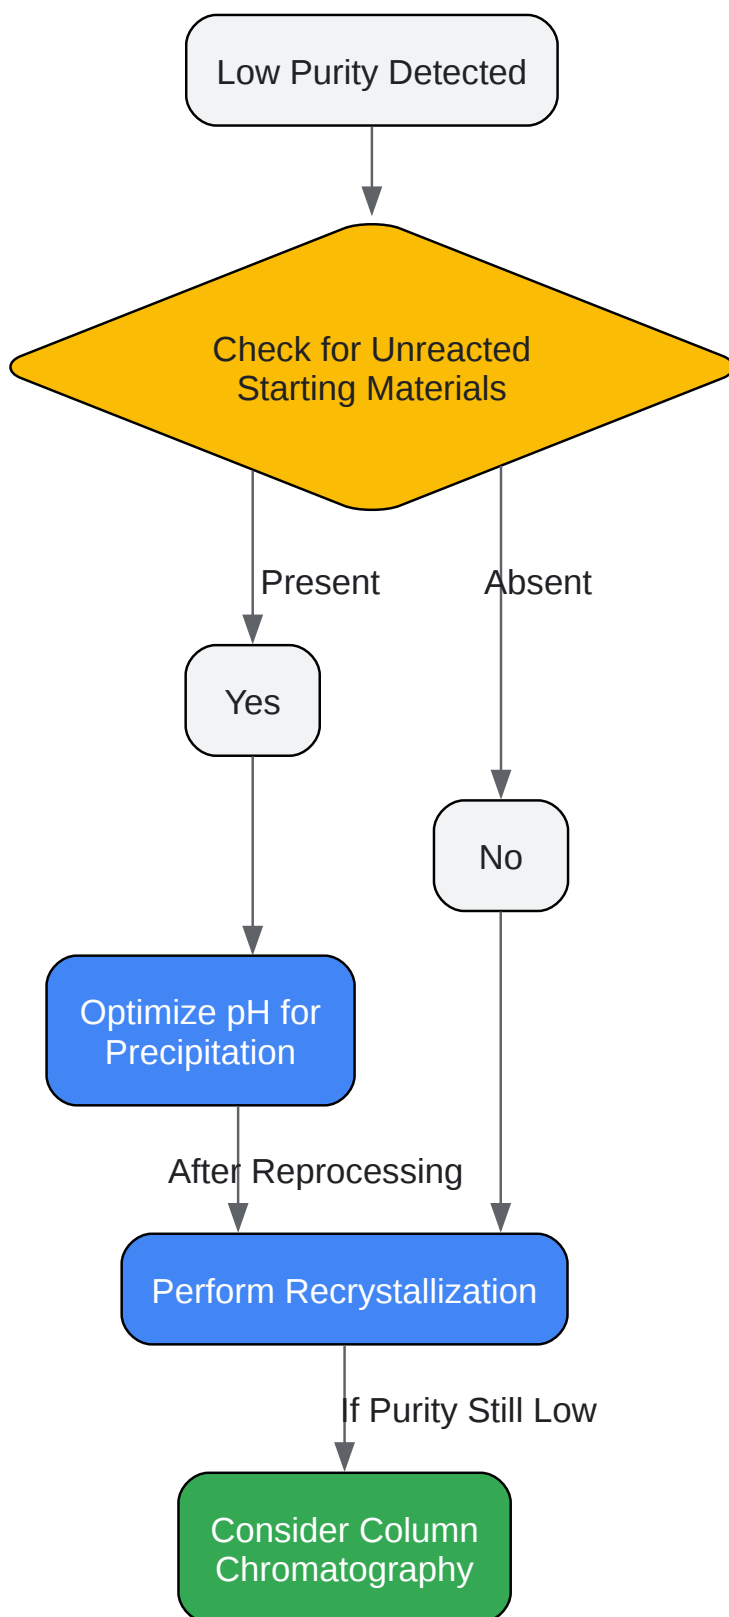 Low Purity Detected
Check for Unreacted
Starting Materials
Present
Absent
Yes
No
Optimize pH for
Precipitation
After Reprocessing
Perform Recrystallization
If Purity Still Low
Consider Column
Chromatography